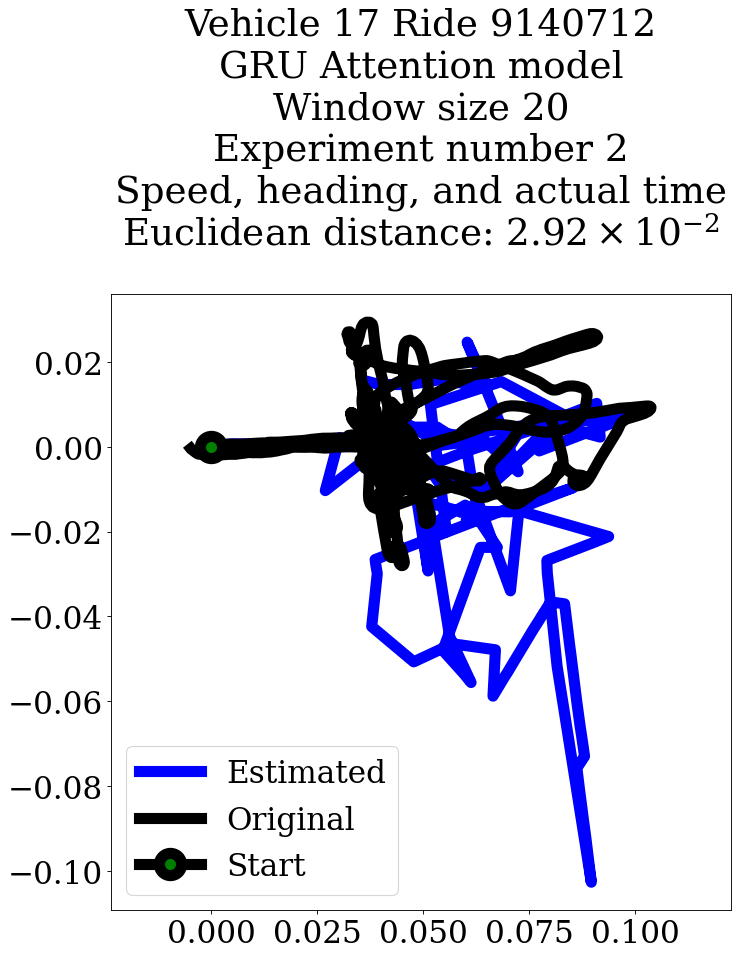 Vehicle 17 Ride 9140712
GRU Attention model
Window size 20
Experiment number 2
Speed, heading, and actual time
Euclidean distance: 2.92 × 10⁻²
0.02
0.00
−0.02
−0.04
−0.06
−0.08
−0.10
Estimated
Original
Start
0.000 0.025 0.050 0.075 0.100